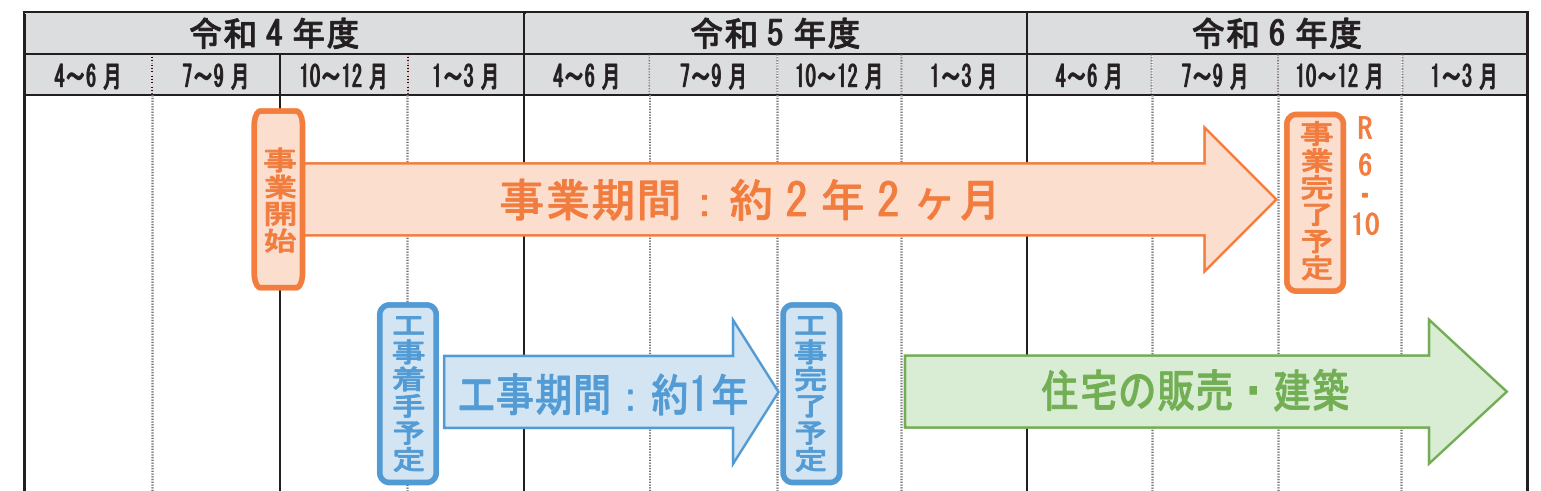 令和4年度 令和5年度 令和6年度
4～6月 7～9月 10～12月 1～3月 4～6月 7～9月 10～12月 1～3月 4～6月 7～9月 10～12月 1～3月
事業開始
事業期間：約2年2ヶ月
事業完了予定
R6.10
工事着手予定
工事期間：約1年
工事完了予定
住宅の販売・建築